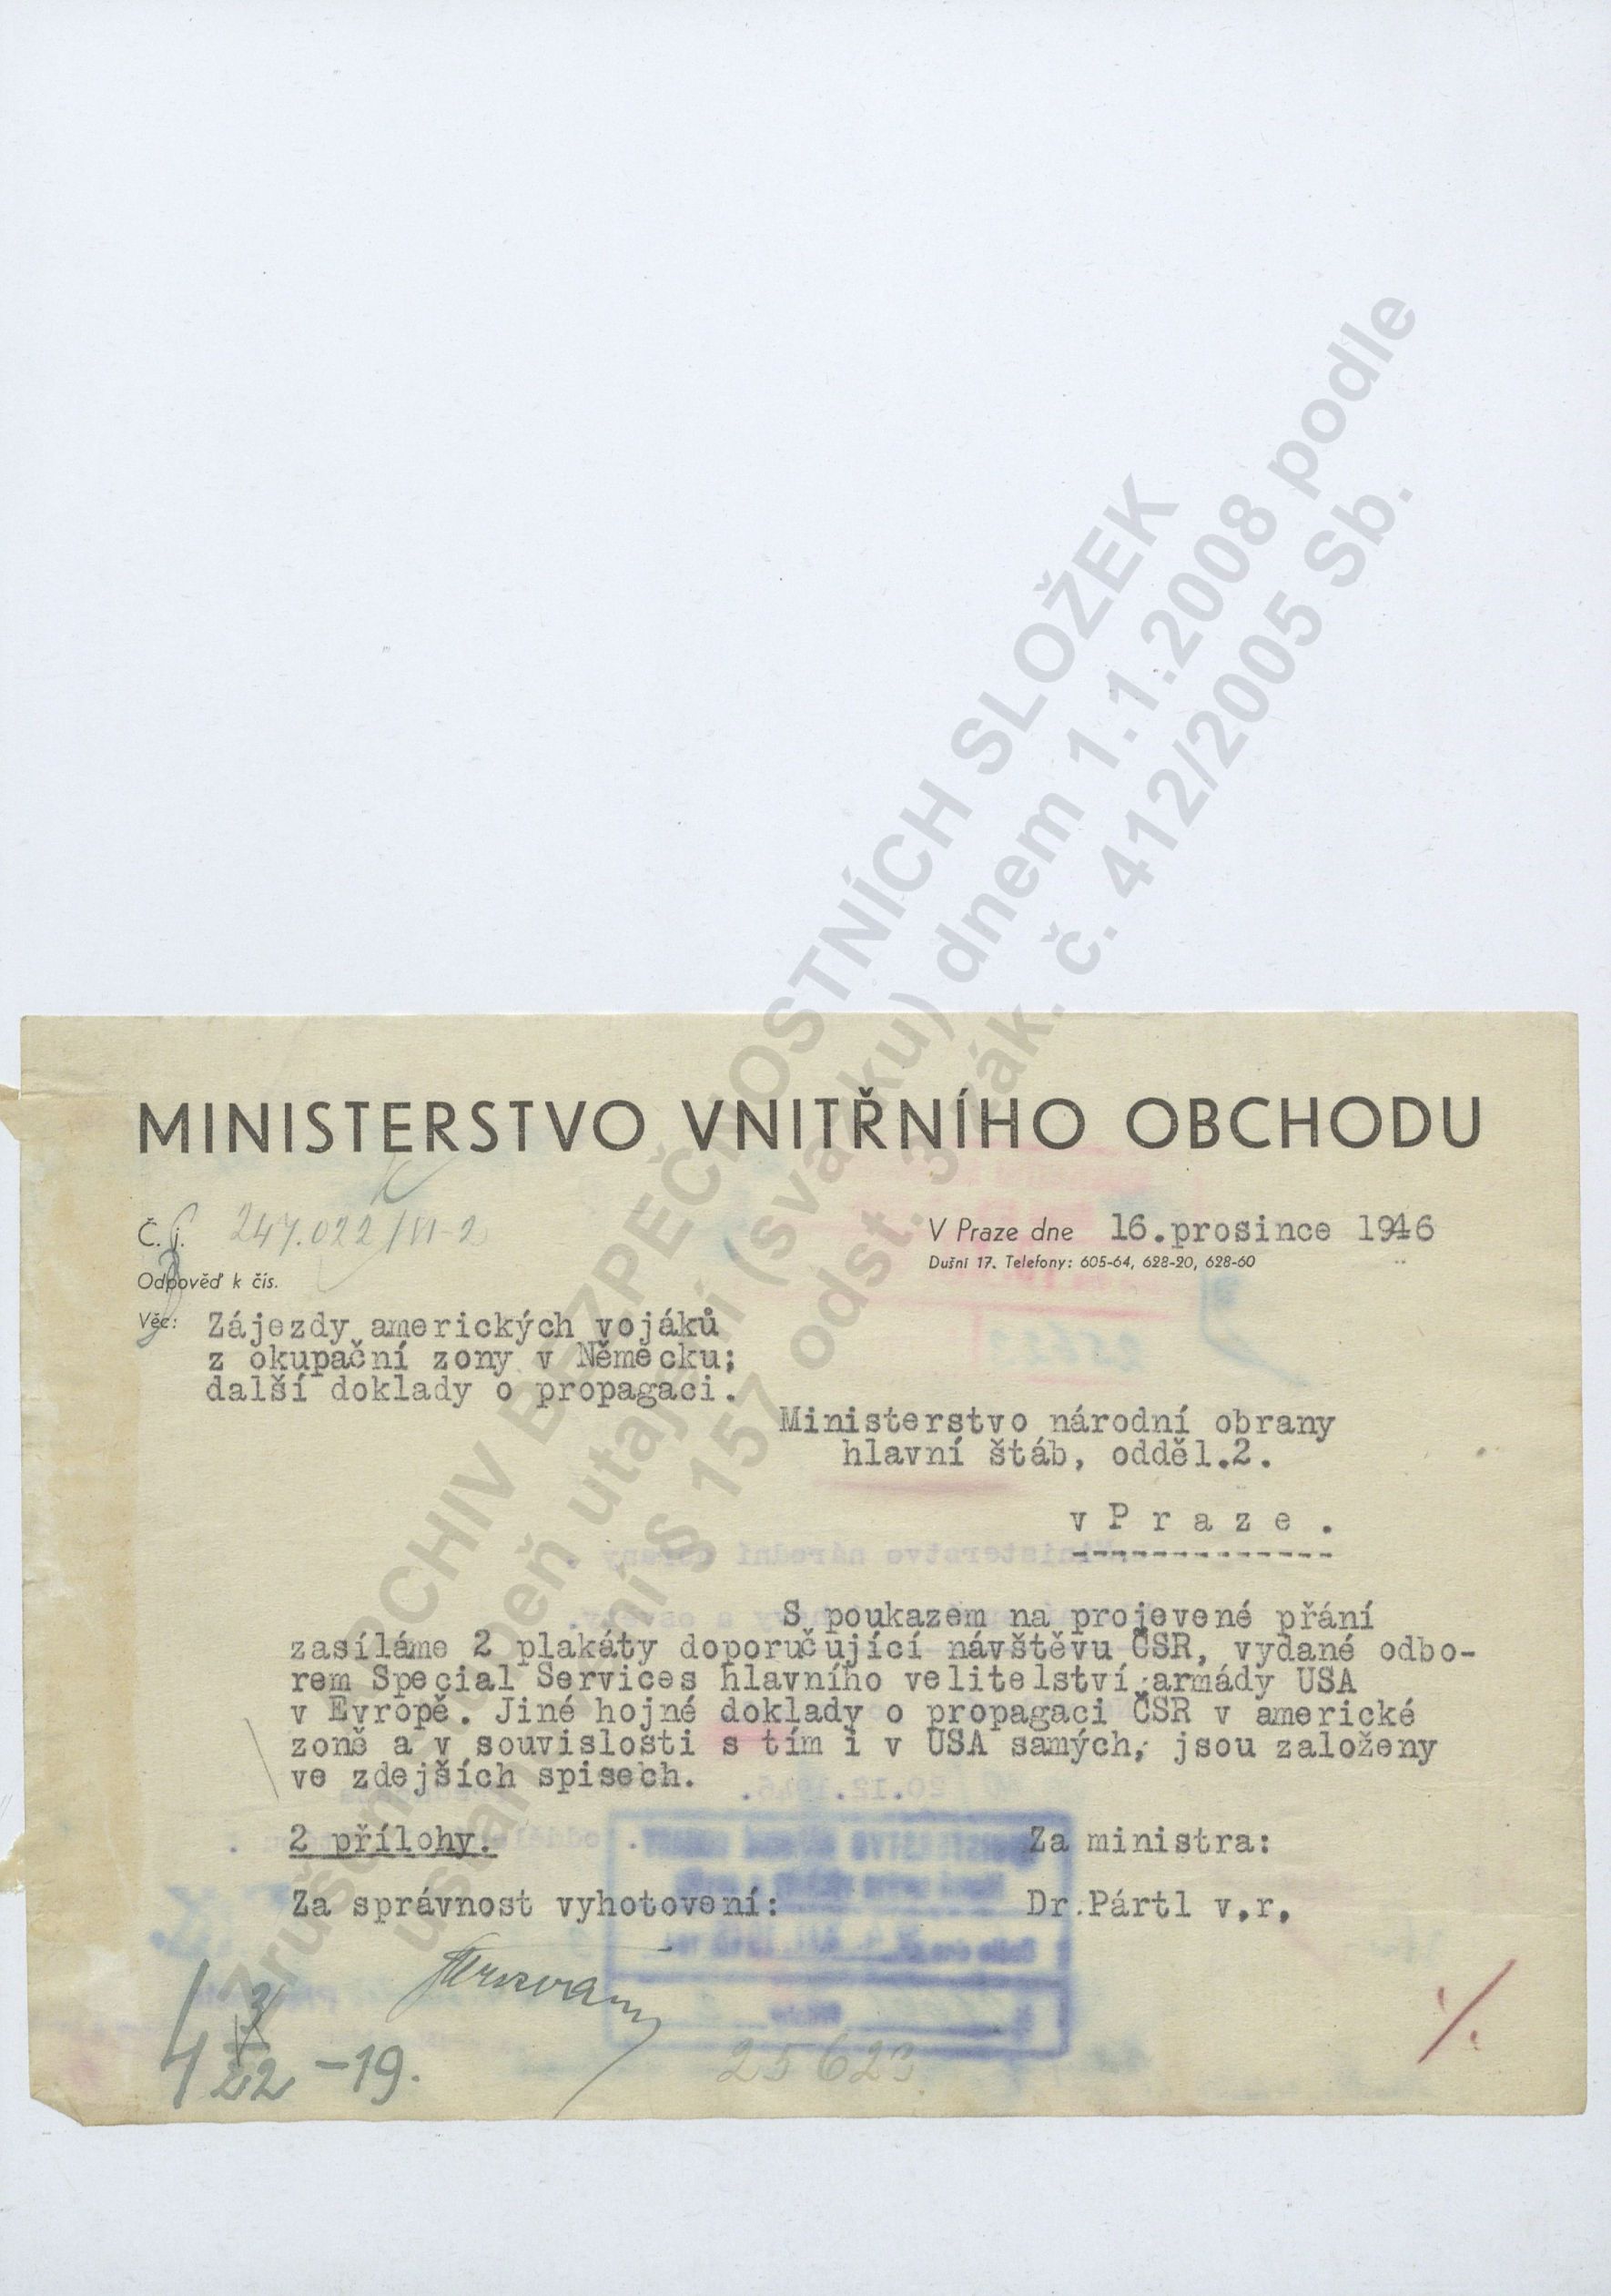 MINISTERSTVO VNITŘNÍHO OBCHODU
Č. j. 247.022/VI-2
V Praze dne 16.prosince 1946
Dušní 17. Telefony: 605-64, 628-20, 628-60
Odpověď k čís.
Věc: Zájezdy amerických vojáků
z okupační zony v Německu;
další doklady o propagaci.
Ministerstvo národní obrany
hlavní štáb, odděl.2.
v P r a z e .
S poukazem na projevené přání
zasíláme 2 plakáty doporučující návštěvu ČSR, vydané odbo-
rem Special Services hlavního velitelství armády USA
v Evropě. Jiné hojné doklady o propagaci ČSR v americké
zoně a v souvislosti s tím i v USA samých, jsou založeny
ve zdejších spisech.
2 přílohy.
Za ministra:
Za správnost vyhotovení:
Dr.Pártl v.r.
22 -19.
25623
ARCHIV BEZPEČNOSTNÍCH SLOŽEK
Zrušen stupeň utajení (svazku) dnem 1.1.2008 podle
ustanovení § 157 odst. 3 zák. č. 412/2005 Sb.